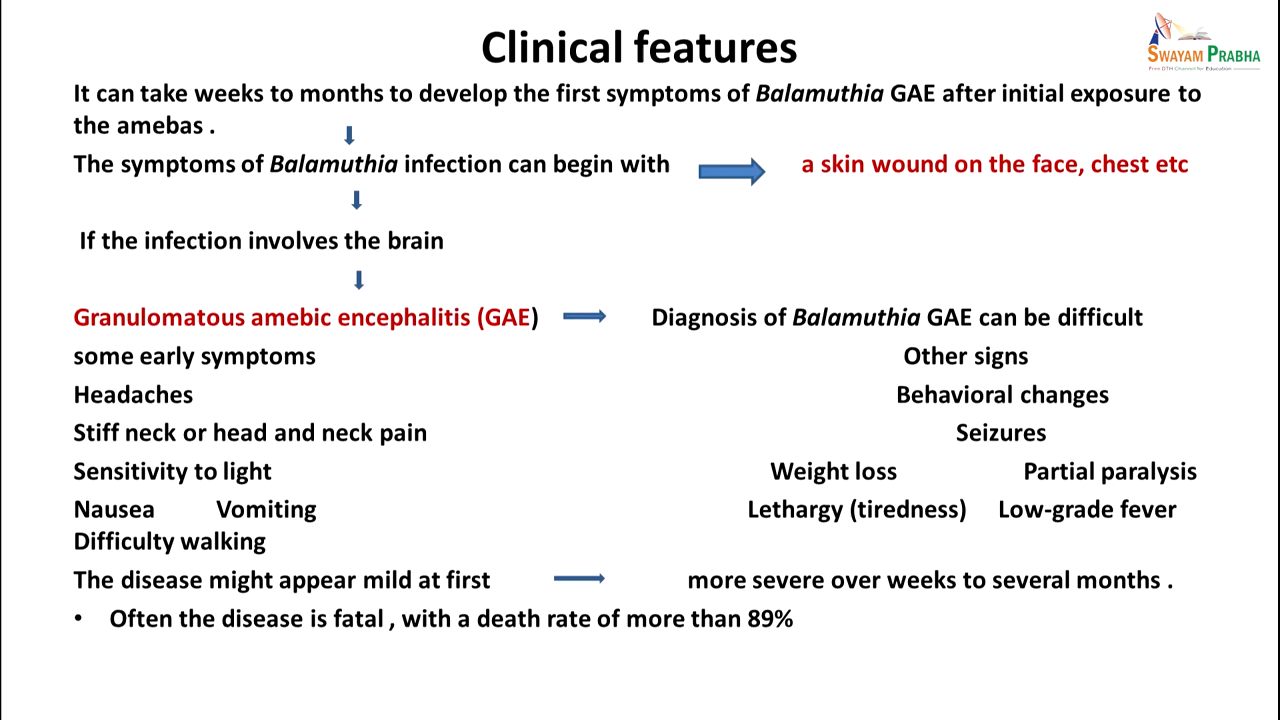 Clinical features
SWAYAM PRABHA
Free DTH Channel for Education
It can take weeks to months to develop the first symptoms of Balamuthia GAE after initial exposure to
the amebas .
The symptoms of Balamuthia infection can begin with a skin wound on the face, chest etc
If the infection involves the brain
Granulomatous amebic encephalitis (GAE) Diagnosis of Balamuthia GAE can be difficult
some early symptoms Other signs
Headaches Behavioral changes
Stiff neck or head and neck pain Seizures
Sensitivity to light Weight loss Partial paralysis
Nausea Vomiting Lethargy (tiredness) Low-grade fever
Difficulty walking
The disease might appear mild at first more severe over weeks to several months .
• Often the disease is fatal , with a death rate of more than 89%